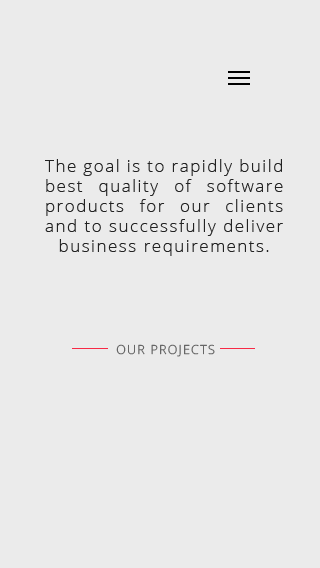 The goal is to rapidly build
best quality of software
products for our clients
and to successfully deliver
business requirements.
OUR PROJECTS